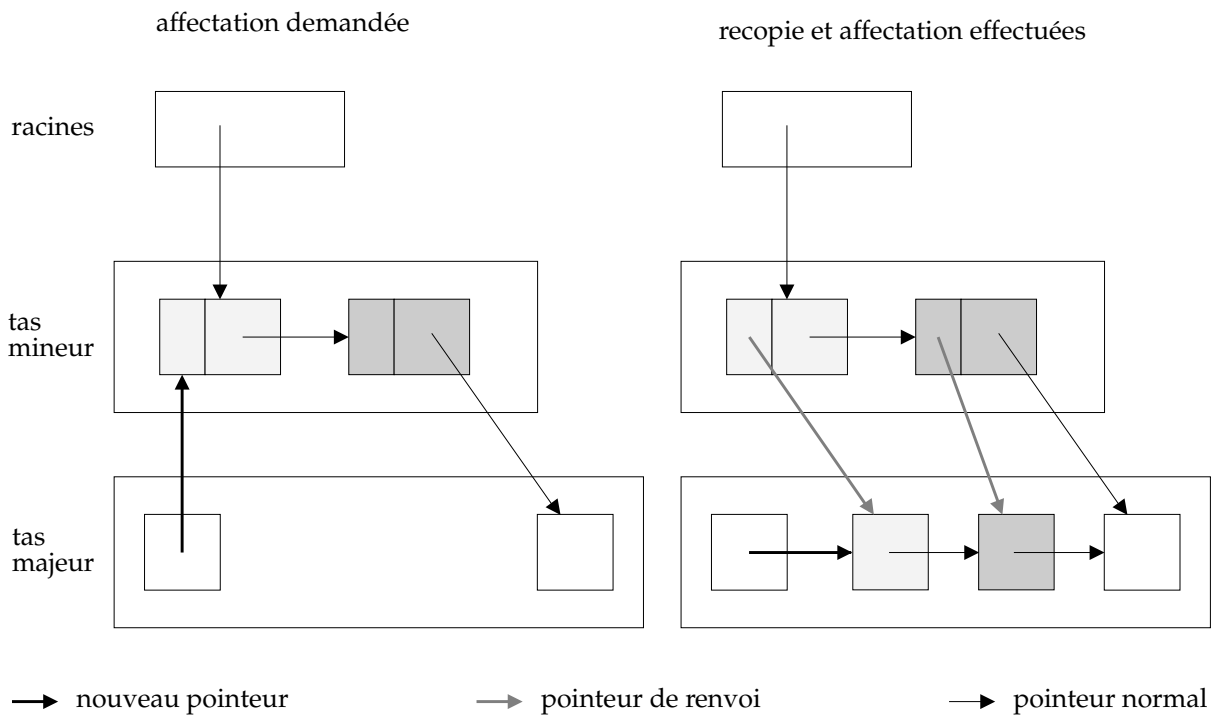 affectation demandée
recopie et affectation effectuées
racines
tas
mineur
tas
majeur
nouveau pointeur
pointeur de renvoi
pointeur normal